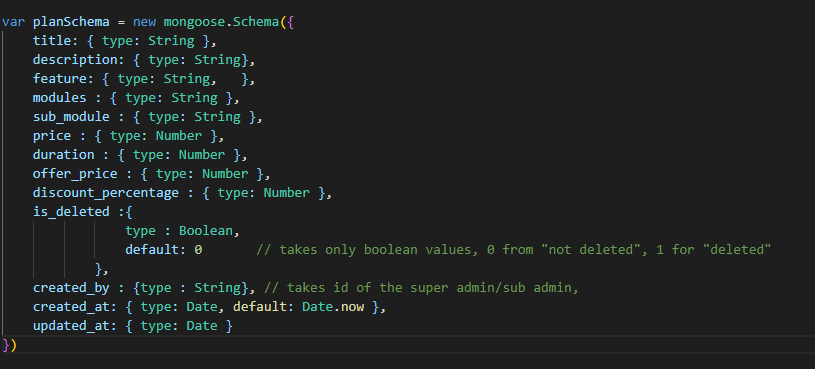 var planSchema = new mongoose.Schema({
title: { type: String },
description: { type: String},
feature: { type: String,   },
modules : { type: String },
sub_module : { type: String },
price : { type: Number },
duration : { type: Number },
offer_price : { type: Number },
discount_percentage : { type: Number },
is_deleted :{
type : Boolean,
default: 0       // takes only boolean values, 0 from "not deleted", 1 for "deleted"
},
created_by : {type : String}, // takes id of the super admin/sub admin,
created_at: { type: Date, default: Date.now },
updated_at: { type: Date }
})